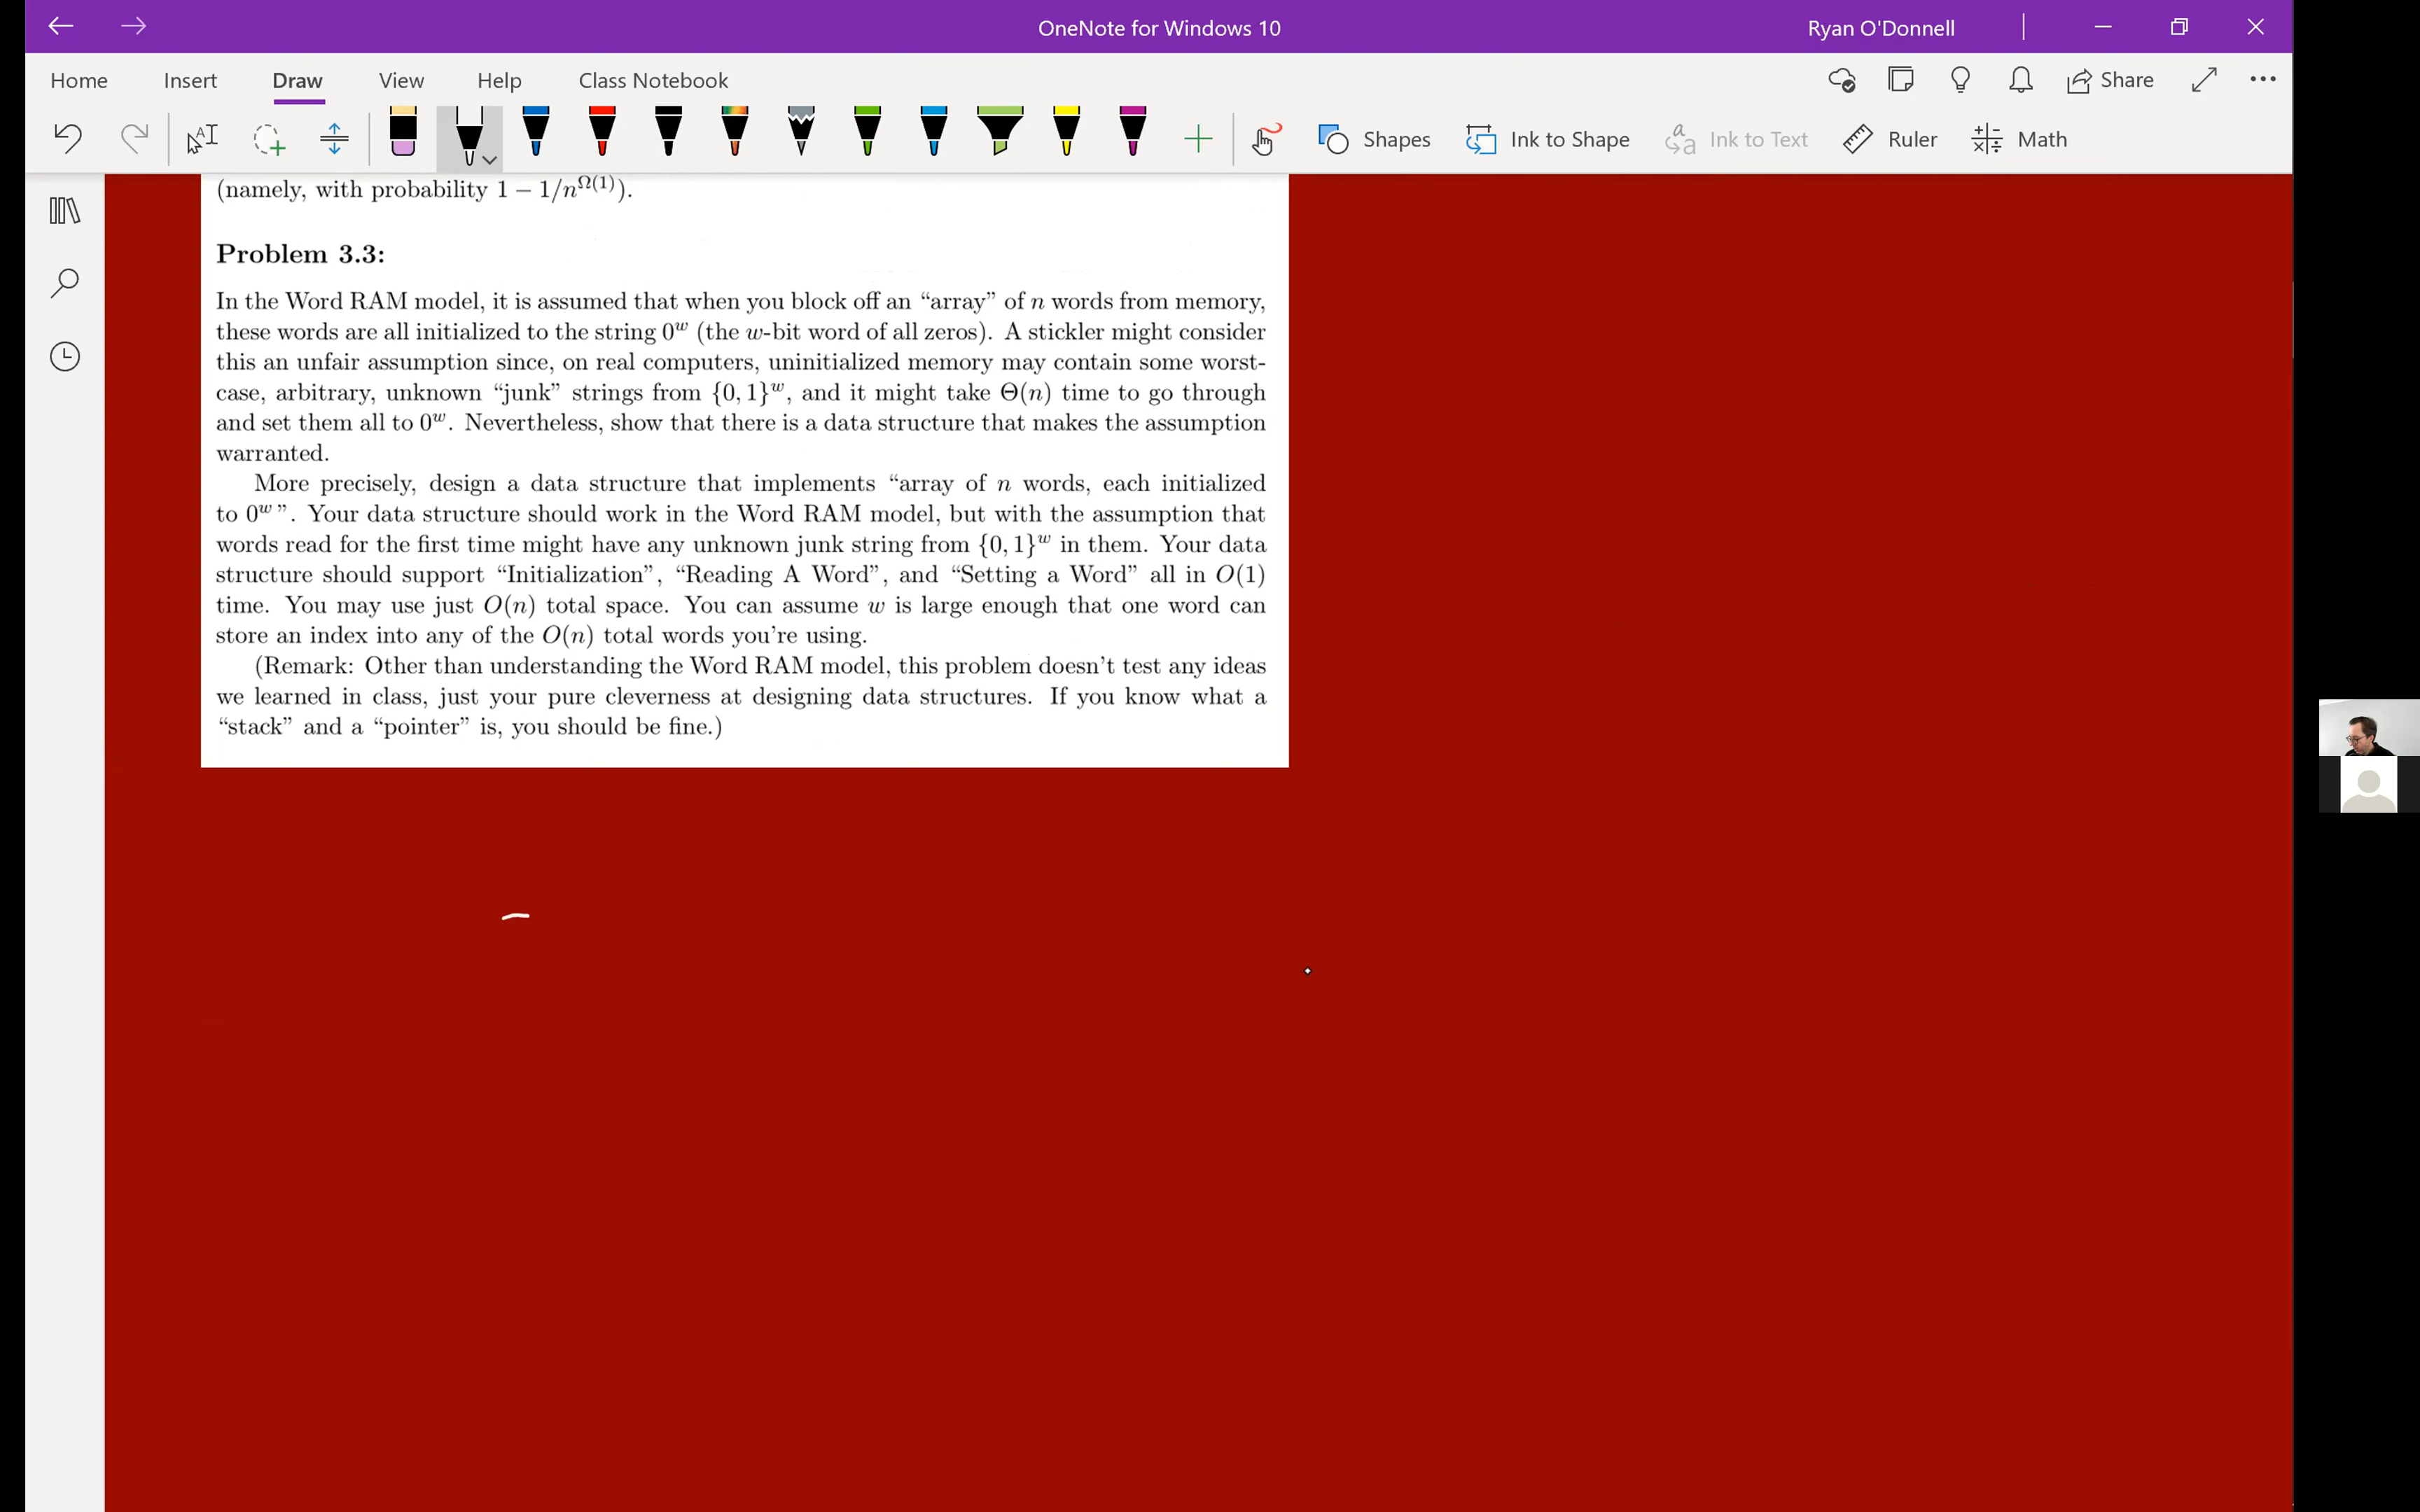 OneNote for Windows 10
Ryan O'Donnell
Home Insert Draw View Help Class Notebook
Share
Shapes Ink to Shape Ink to Text Ruler Math
(namely, with probability 1 − 1/n^Ω(1)).
Problem 3.3:
In the Word RAM model, it is assumed that when you block off an “array” of n words from memory,
these words are all initialized to the string 0^w (the w-bit word of all zeros). A stickler might consider
this an unfair assumption since, on real computers, uninitialized memory may contain some worst-
case, arbitrary, unknown “junk” strings from {0, 1}^w, and it might take Θ(n) time to go through
and set them all to 0^w. Nevertheless, show that there is a data structure that makes the assumption
warranted.
More precisely, design a data structure that implements “array of n words, each initialized
to 0^w”. Your data structure should work in the Word RAM model, but with the assumption that
words read for the first time might have any unknown junk string from {0, 1}^w in them. Your data
structure should support “Initialization”, “Reading A Word”, and “Setting a Word” all in O(1)
time. You may use just O(n) total space. You can assume w is large enough that one word can
store an index into any of the O(n) total words you’re using.
(Remark: Other than understanding the Word RAM model, this problem doesn’t test any ideas
we learned in class, just your pure cleverness at designing data structures. If you know what a
“stack” and a “pointer” is, you should be fine.)